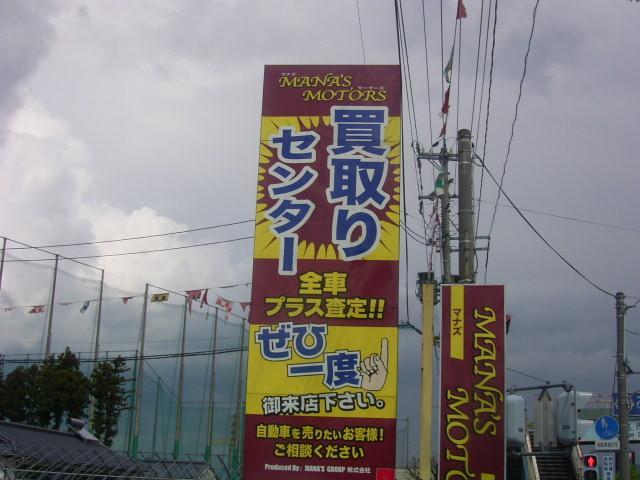 マナズ モーターズ
MANA'S
MOTORS
買取り
センター
全車
プラス査定!!
ぜひ
一度
御来店下さい。
自動車を売りたいお客様!
ご相談ください
Produced By: MANA'S GROUP 株式会社
マナズ
MANA'S
MOTO